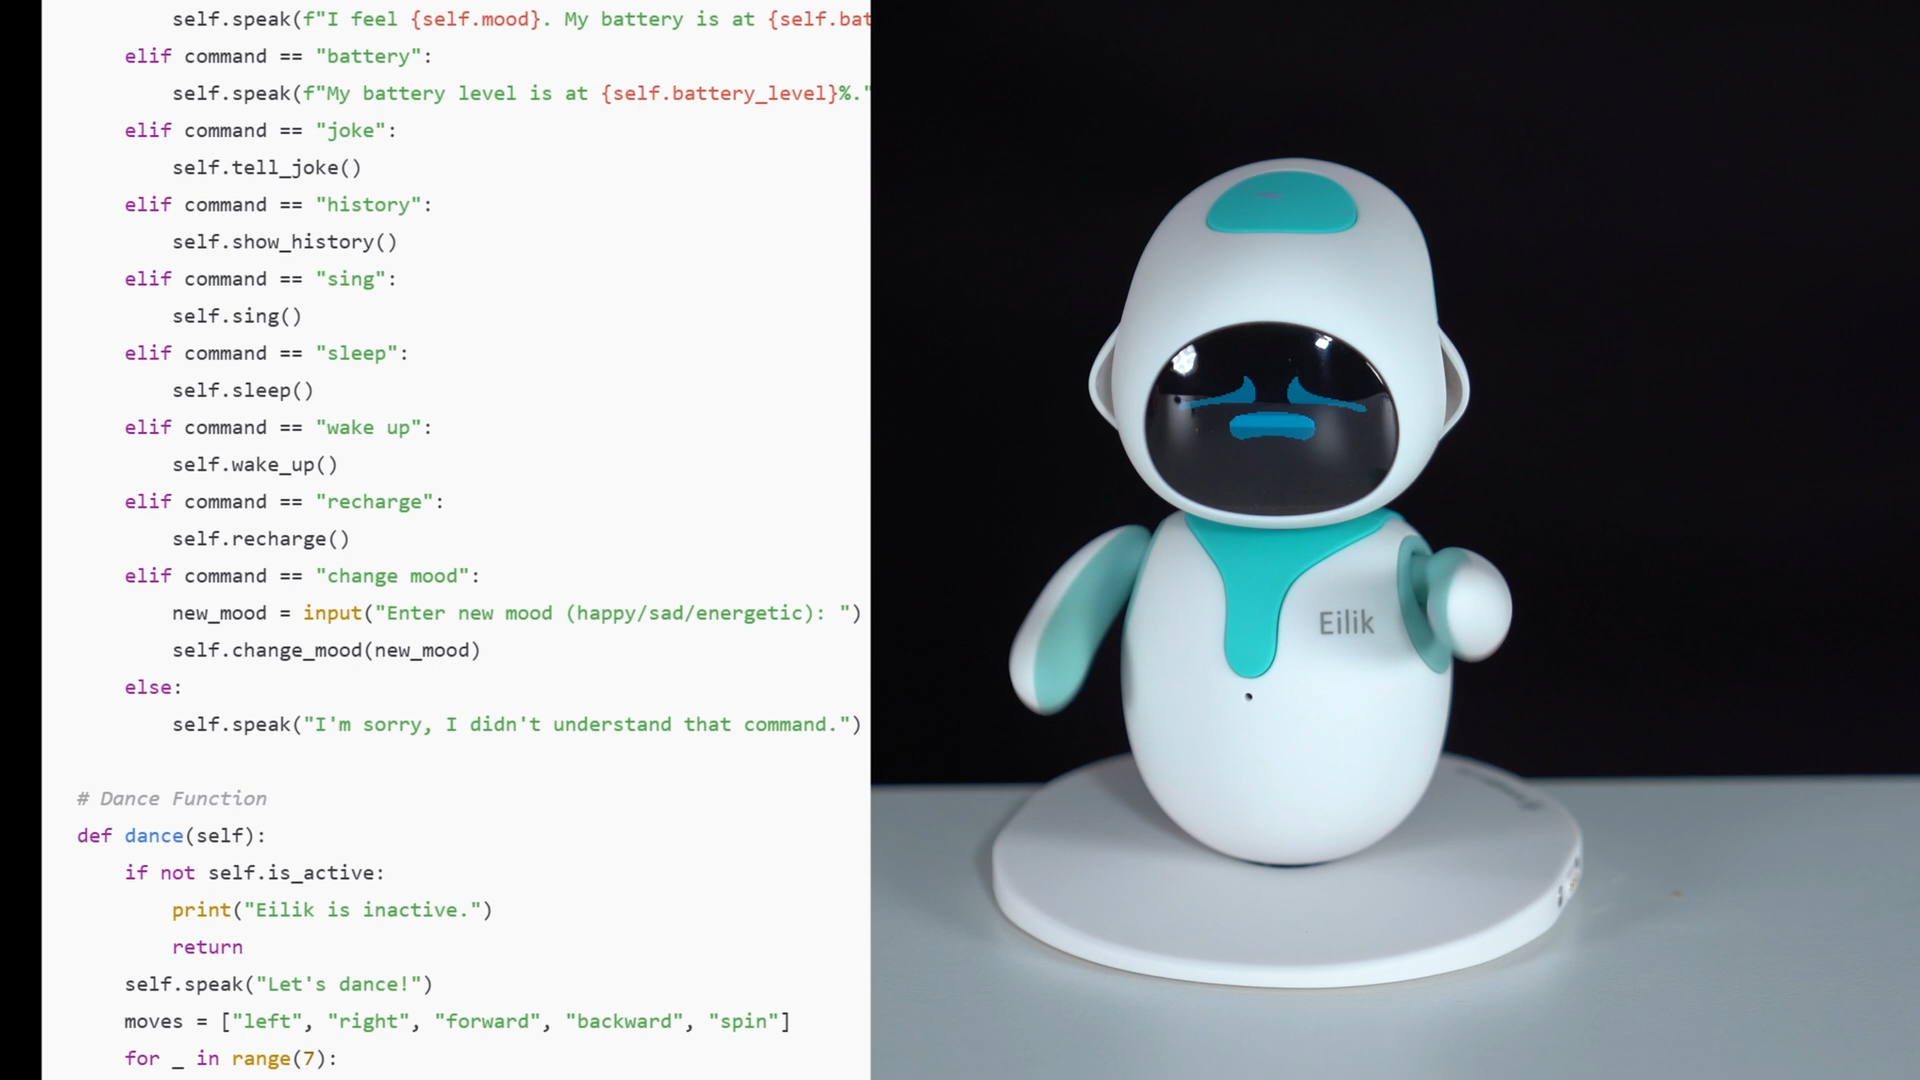 self.speak(f"I feel {self.mood}. My battery is at {self.bat
elif command == "battery":
self.speak(f"My battery level is at {self.battery_level}%."
elif command == "joke":
self.tell_joke()
elif command == "history":
self.show_history()
elif command == "sing":
self.sing()
elif command == "sleep":
self.sleep()
elif command == "wake up":
self.wake_up()
elif command == "recharge":
self.recharge()
elif command == "change mood":
new_mood = input("Enter new mood (happy/sad/energetic): ")
self.change_mood(new_mood)
else:
self.speak("I'm sorry, I didn't understand that command.")
# Dance Function
def dance(self):
if not self.is_active:
print("Eilik is inactive.")
return
self.speak("Let's dance!")
moves = ["left", "right", "forward", "backward", "spin"]
for _ in range(7):
Eilik